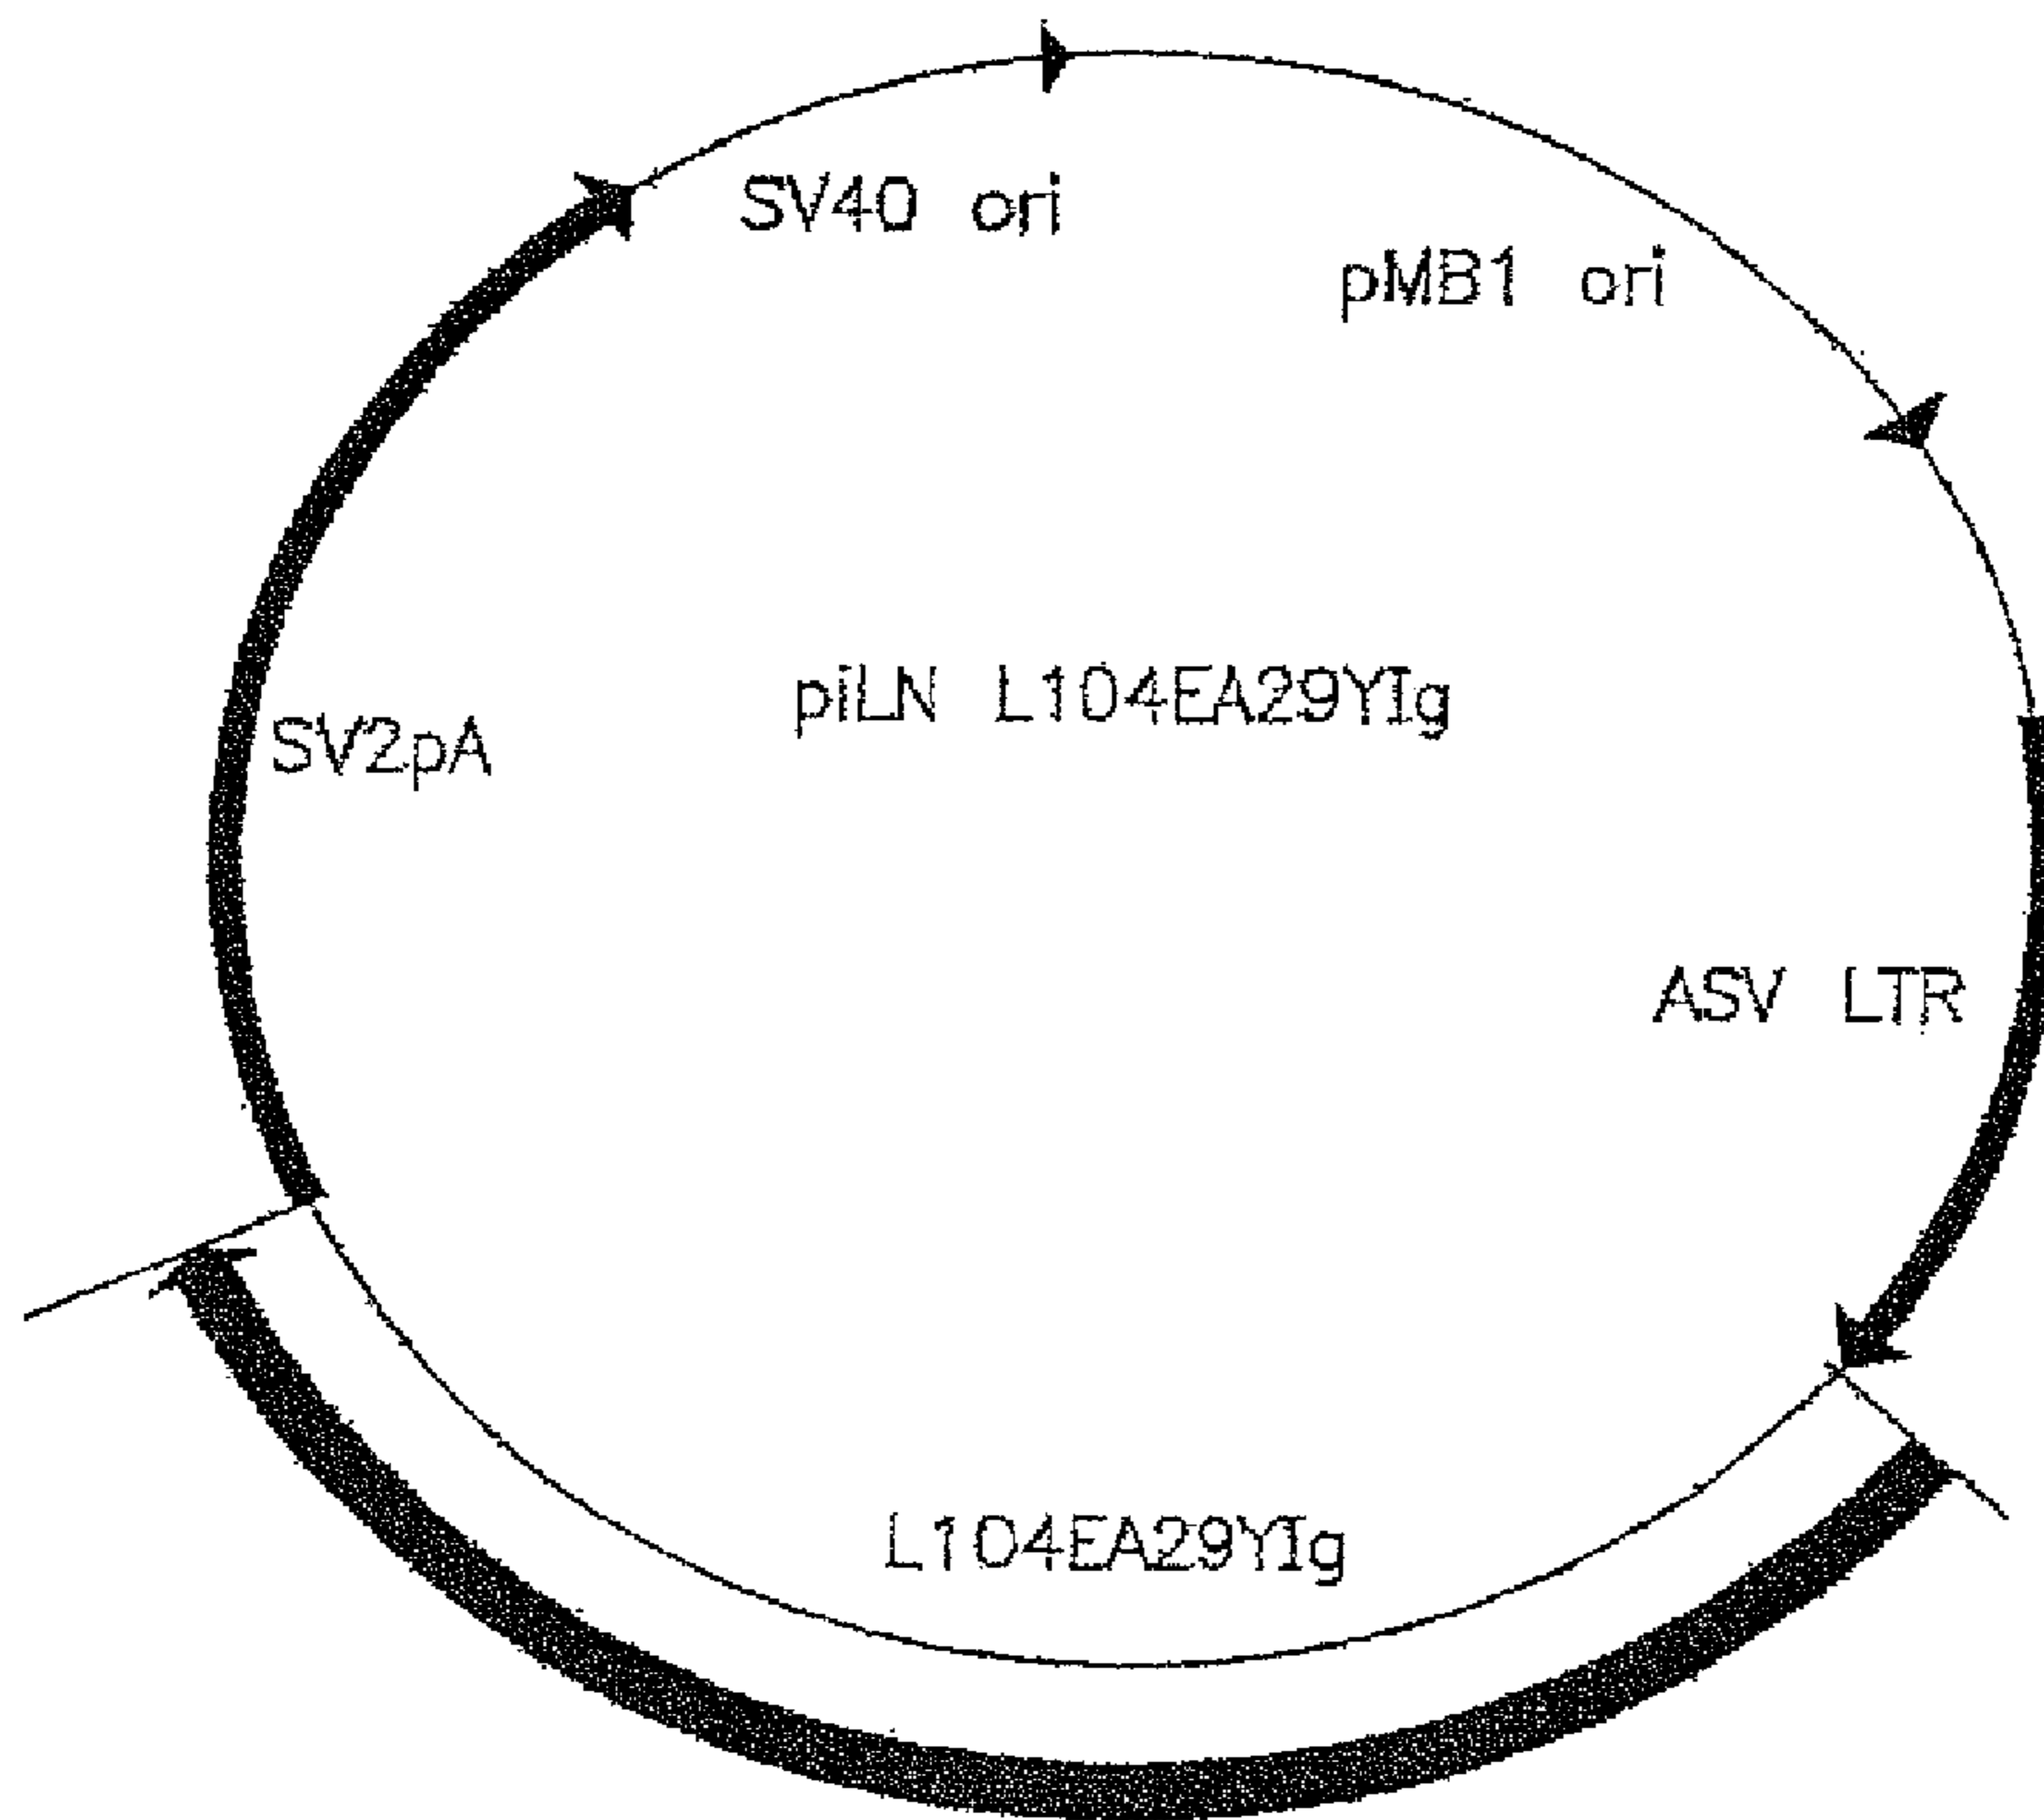 SV40 ori
pMB1 ori
piLN L104EA29YIg
SV2pA
ASV LTR
L104EA29YIg